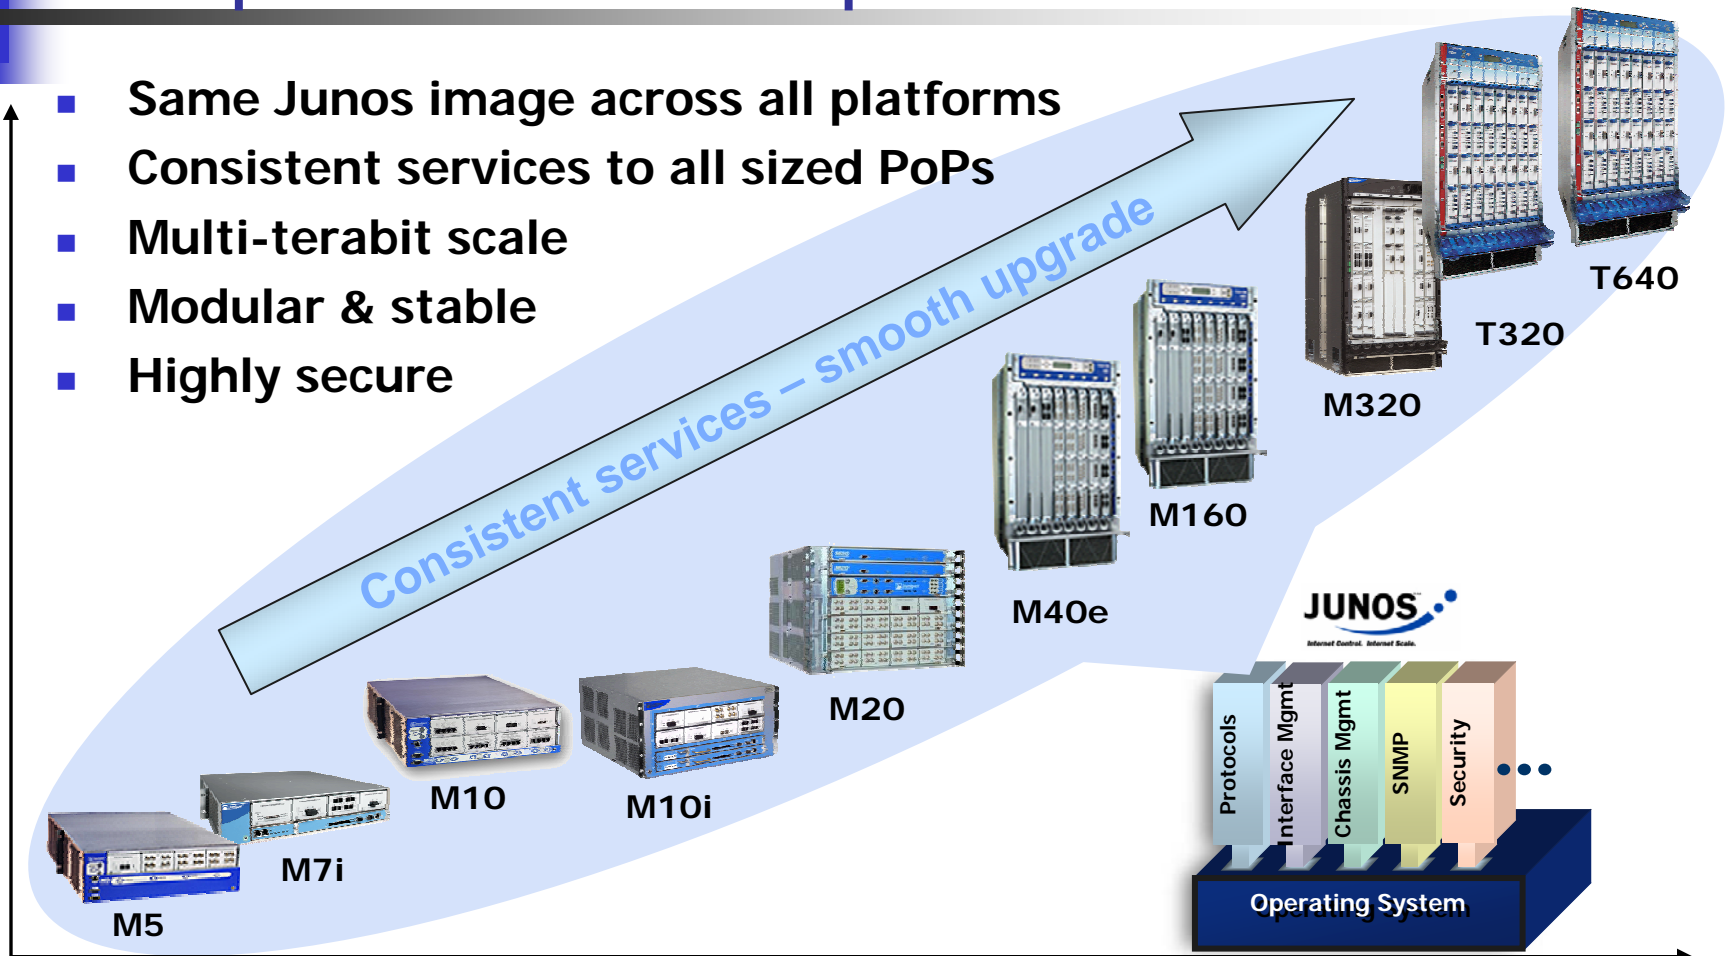 Same Junos image across all platforms
Consistent services to all sized PoPs
Multi-terabit scale
Modular & stable
Highly secure
Consistent services – smooth upgrade
T640
T320
M320
M160
M40e
M20
M10i
M10
M7i
M5
JUNOS
Internet Control. Internet Scale.
Protocols
Interface Mgmt
Chassis Mgmt
SNMP
Security
Operating System